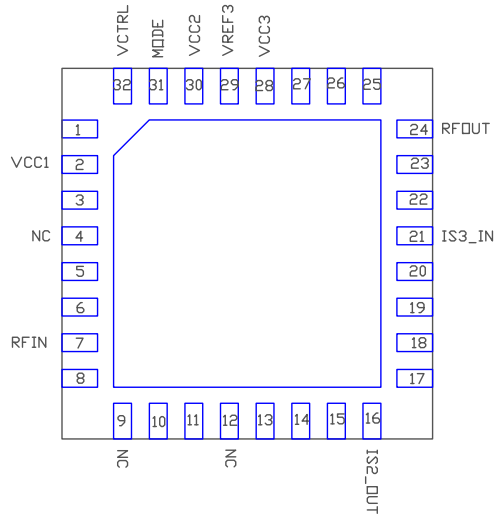 VCTRL MODE VCC2 VREF3 VCC3
32 31 30 29 28 27 26 25
1 24 RFOUT
VCC1 2 23
3 22
NC 4 21 IS3_IN
5 20
6 19
RFIN 7 18
8 17
9 10 11 12 13 14 15 16
NC NC IS2_OUT